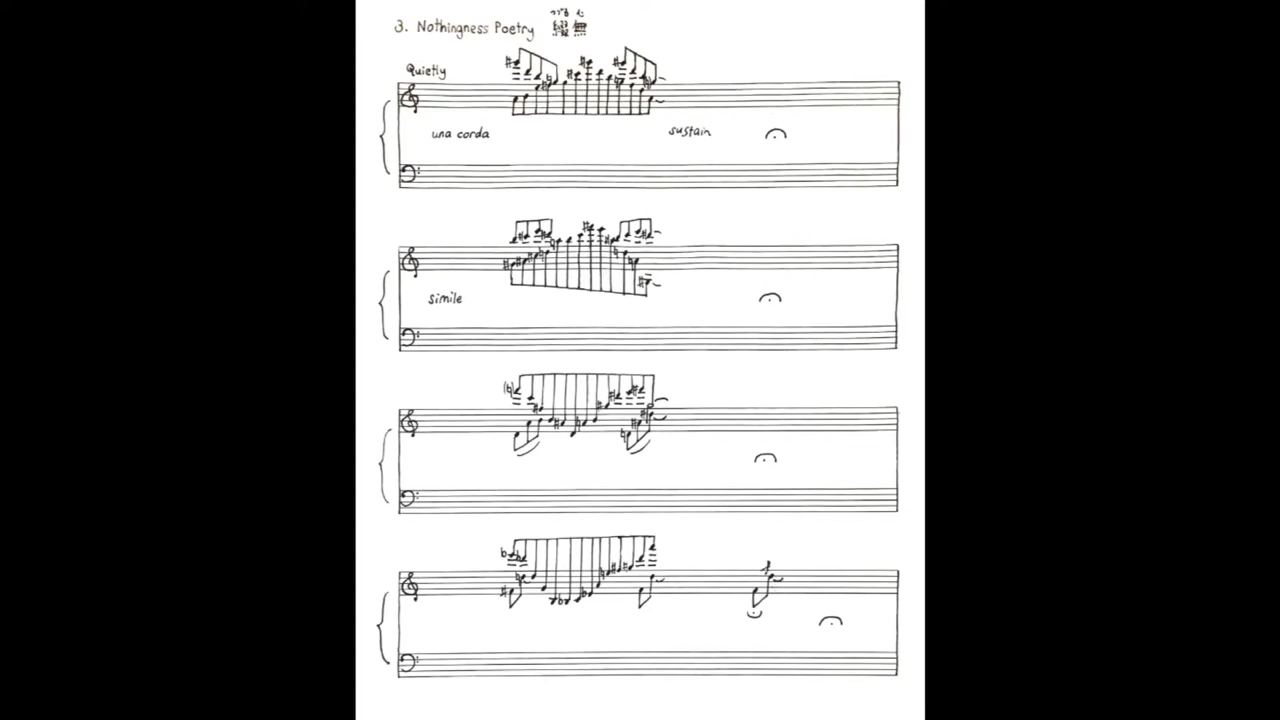 つづる む
3. Nothingness Poetry 綴無
Quietly
una corda sustain
simile